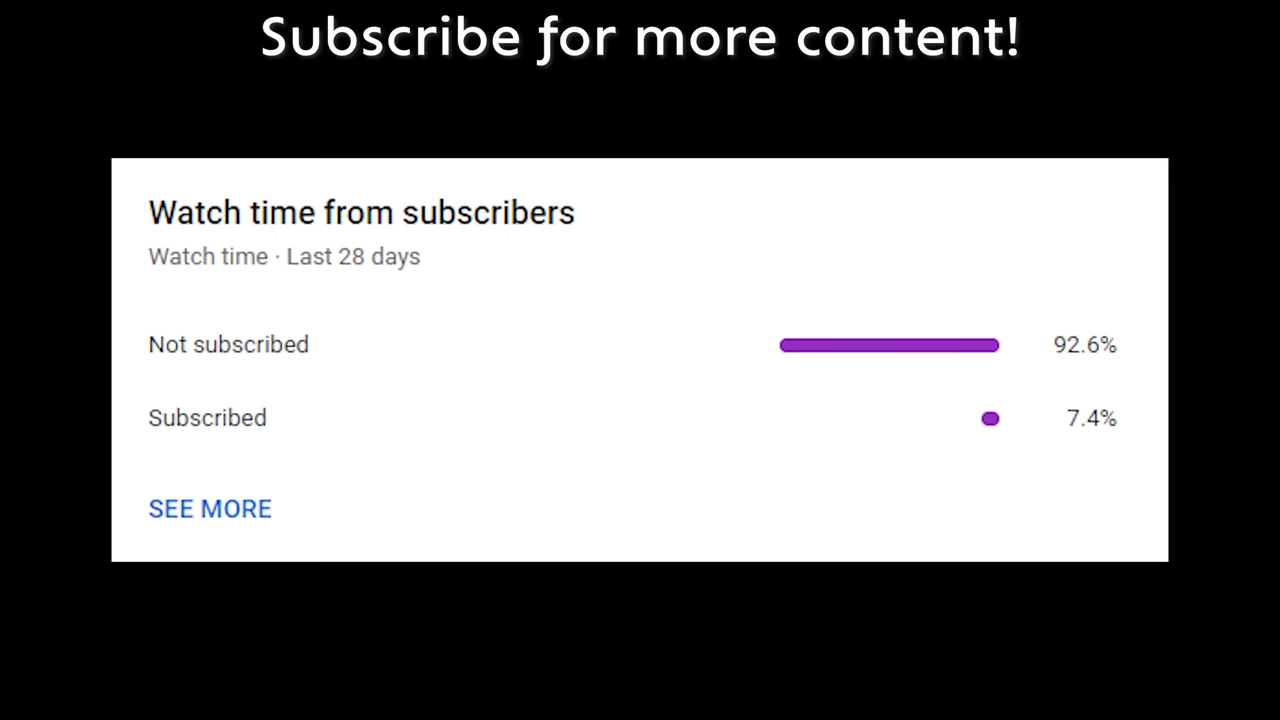 Subscribe for more content!
Watch time from subscribers
Watch time · Last 28 days
Not subscribed 92.6%
Subscribed 7.4%
SEE MORE